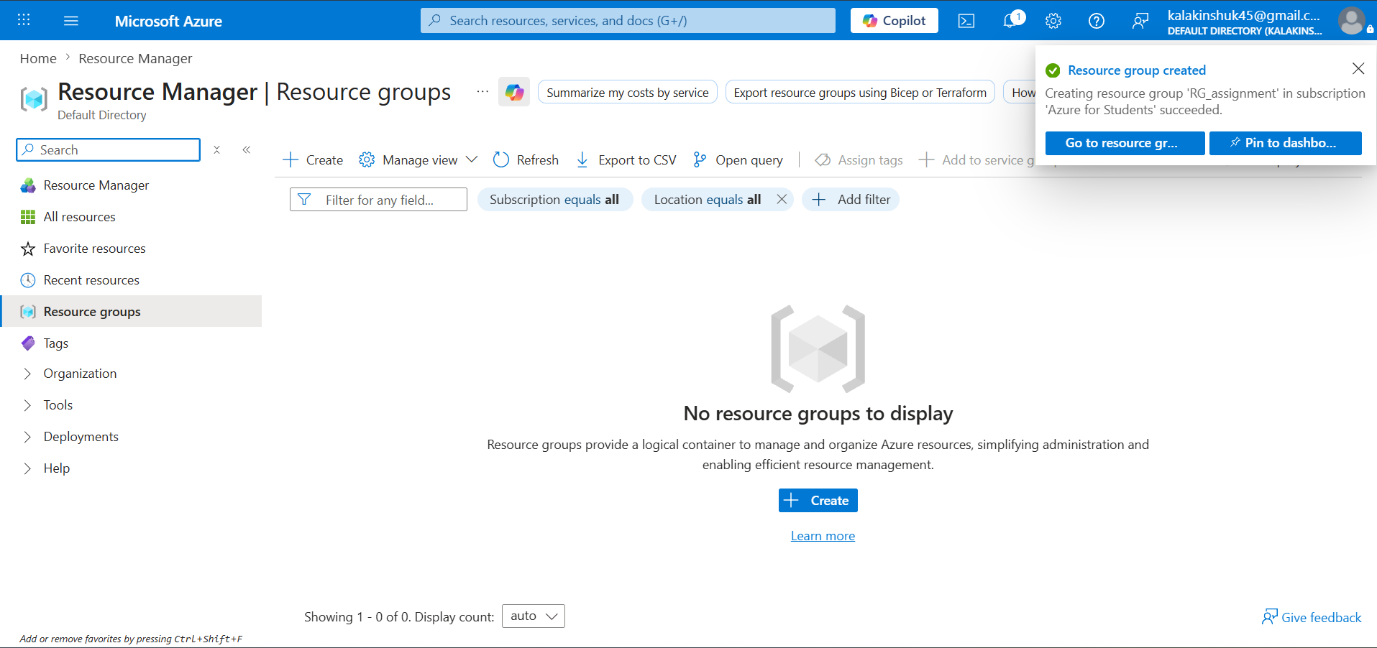 Microsoft Azure
Search resources, services, and docs (G+/)
Copilot
1
kalakinshuk45@gmail.c...
DEFAULT DIRECTORY (KALAKINS...
Home > Resource Manager
Resource Manager | Resource groups
...
Default Directory
Summarize my costs by service
Export resource groups using Bicep or Terraform
How
Resource group created
Creating resource group 'RG_assignment' in subscription
'Azure for Students' succeeded.
Go to resource gr...
Pin to dashbo...
Search
Create
Manage view
Refresh
Export to CSV
Open query
Assign tags
Add to service g
Filter for any field...
Subscription equals all
Location equals all
Add filter
Resource Manager
All resources
Favorite resources
Recent resources
Resource groups
Tags
Organization
Tools
Deployments
Help
No resource groups to display
Resource groups provide a logical container to manage and organize Azure resources, simplifying administration and
enabling efficient resource management.
Create
Learn more
Showing 1 - 0 of 0. Display count: auto
Give feedback
Add or remove favorites by pressing Ctrl+Shift+F